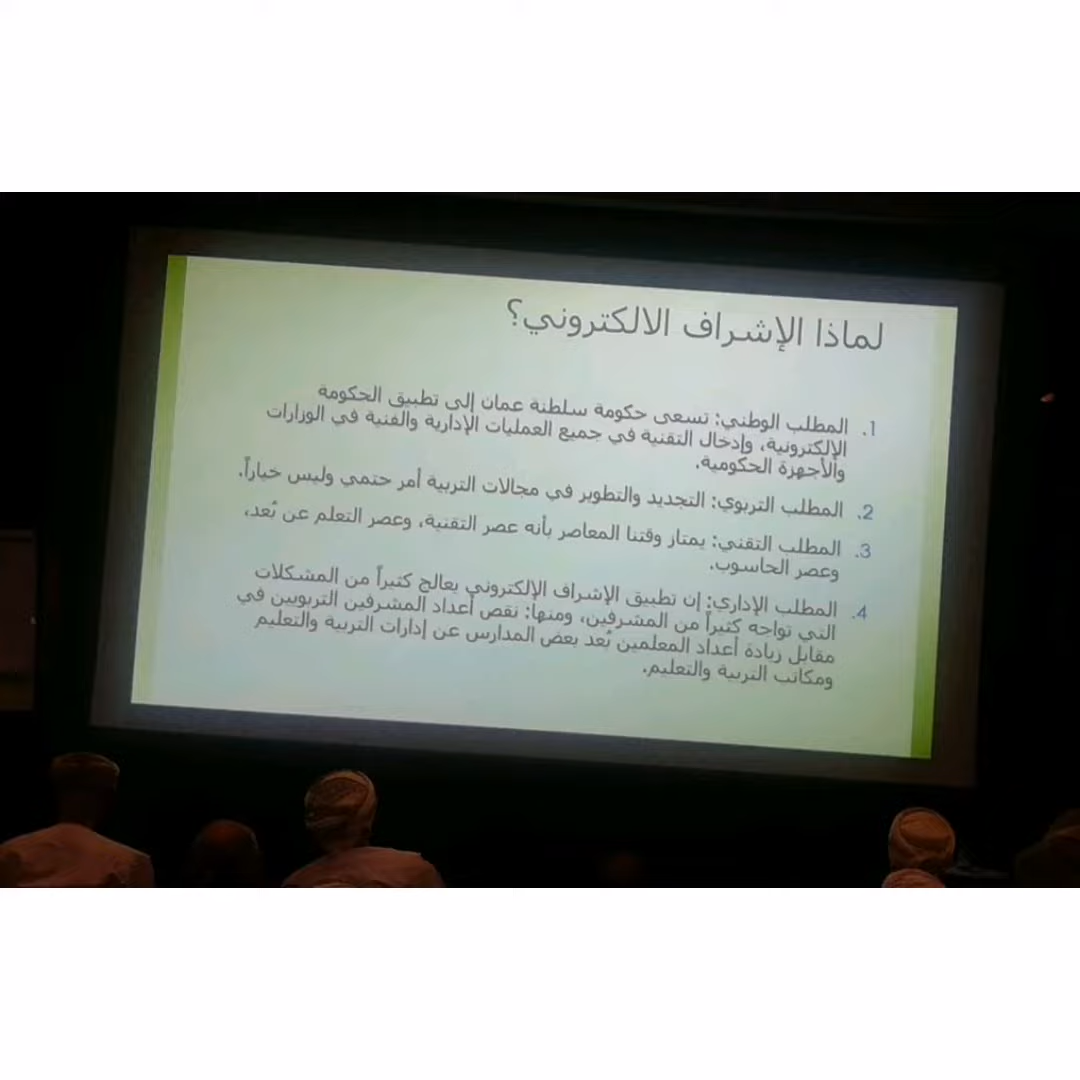 لماذا الإشراف الالكتروني؟
1. المطلب الوطني: تسعى حكومة سلطنة عمان إلى تطبيق الحكومة
الإلكترونية، وإدخال التقنية في جميع العمليات الإدارية والفنية في الوزارات
والأجهزة الحكومية.
2. المطلب التربوي: التجديد والتطوير في مجالات التربية أمر حتمي وليس خياراً.
3. المطلب التقني: يمتاز وقتنا المعاصر بأنه عصر التقنية، وعصر التعلم عن بُعد،
وعصر الحاسوب.
4. المطلب الإداري: إن تطبيق الإشراف الإلكتروني يعالج كثيراً من المشكلات
التي تواجه كثيراً من المشرفين، ومنها: نقص أعداد المشرفين التربويين في
مقابل زيادة أعداد المعلمين بُعد بعض المدارس عن إدارات التربية والتعليم
ومكاتب التربية والتعليم.